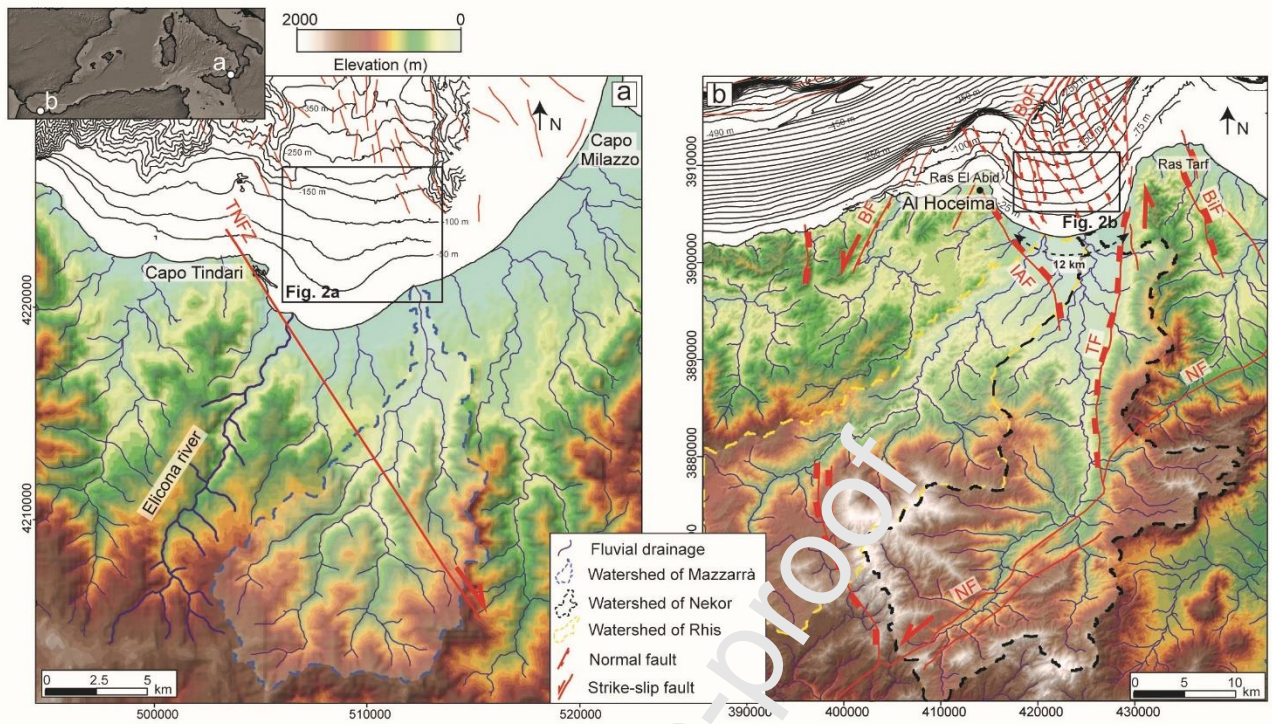 2000
0
Elevation (m)
a
b
a
N
-350 m
-250 m
-150 m
-100 m
-50 m
Capo
Milazzo
TNFZ
Capo Tindari
Fig. 2a
Elicona river
4220000
4210000
0
2.5
5
km
500000
510000
520000
b
N
-490 m
-100 m
-75 m
-25 m
BoF
Ras Tarf
Ras El Abid
Al Hoceima
Fig. 2b
BF
BiF
12 km
IAF
TF
NF
NF
3910000
3900000
3890000
3880000
0
5
10
km
390000
400000
410000
420000
430000
Fluvial drainage
Watershed of Mazzarrà
Watershed of Nekor
Watershed of Rhis
Normal fault
Strike-slip fault
-proof